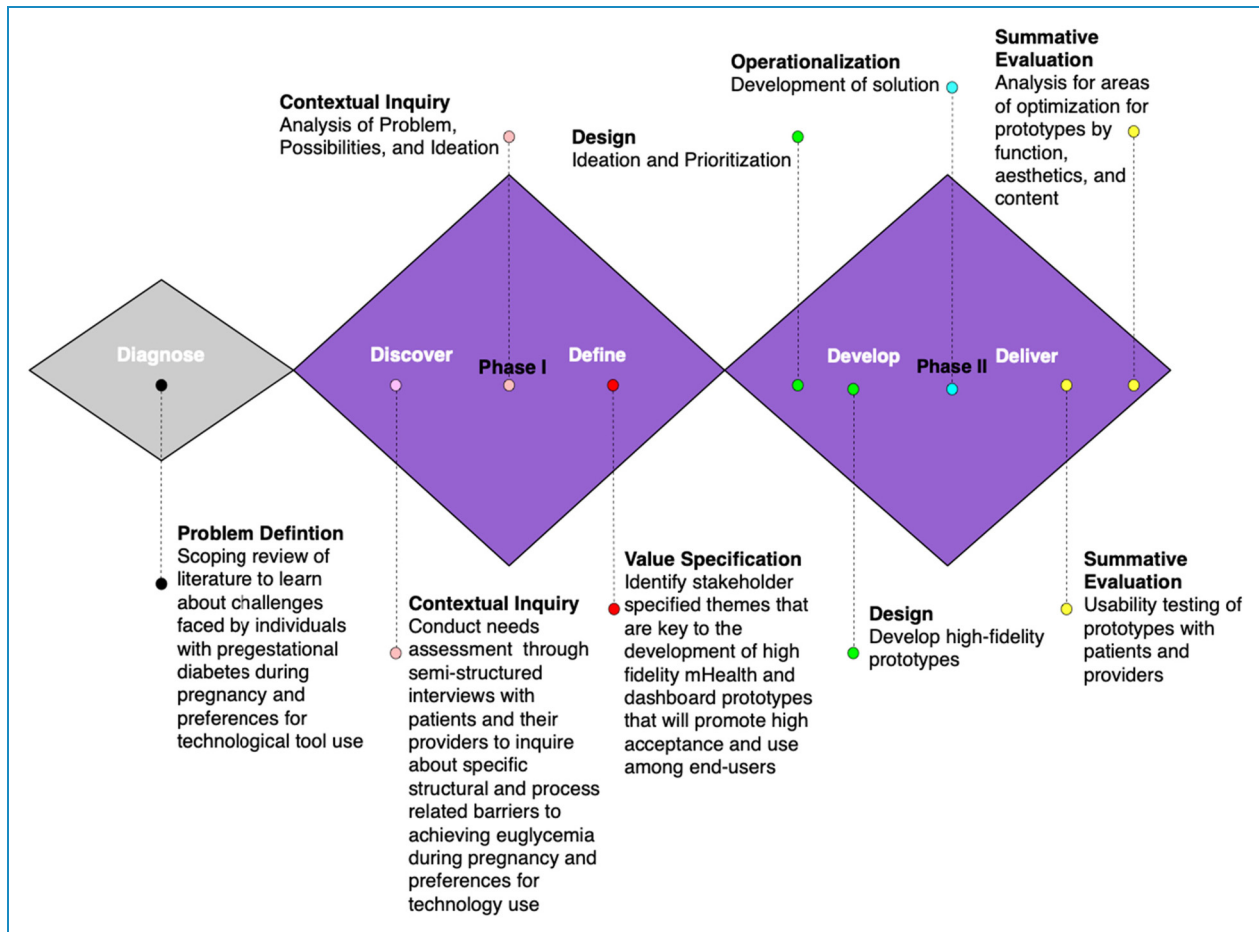 Contextual Inquiry
Analysis of Problem,
Possibilities, and Ideation
Design
Ideation and Prioritization
Operationalization
Development of solution
Summative
Evaluation
Analysis for areas
of optimization for
prototypes by
function,
aesthetics, and
content
Diagnose
Discover
Phase I
Define
Develop
Phase II
Deliver
Problem Defintion
Scoping review of
literature to learn
about challenges
faced by individuals
with pregestational
diabetes during
pregnancy and
preferences for
technological tool use
Contextual Inquiry
Conduct needs
assessment through
semi-structured
interviews with
patients and their
providers to inquire
about specific
structural and process
related barriers to
achieving euglycemia
during pregnancy and
preferences for
technology use
Value Specification
Identify stakeholder
specified themes that
are key to the
development of high
fidelity mHealth and
dashboard prototypes
that will promote high
acceptance and use
among end-users
Design
Develop high-fidelity
prototypes
Summative
Evaluation
Usability testing of
prototypes with
patients and
providers